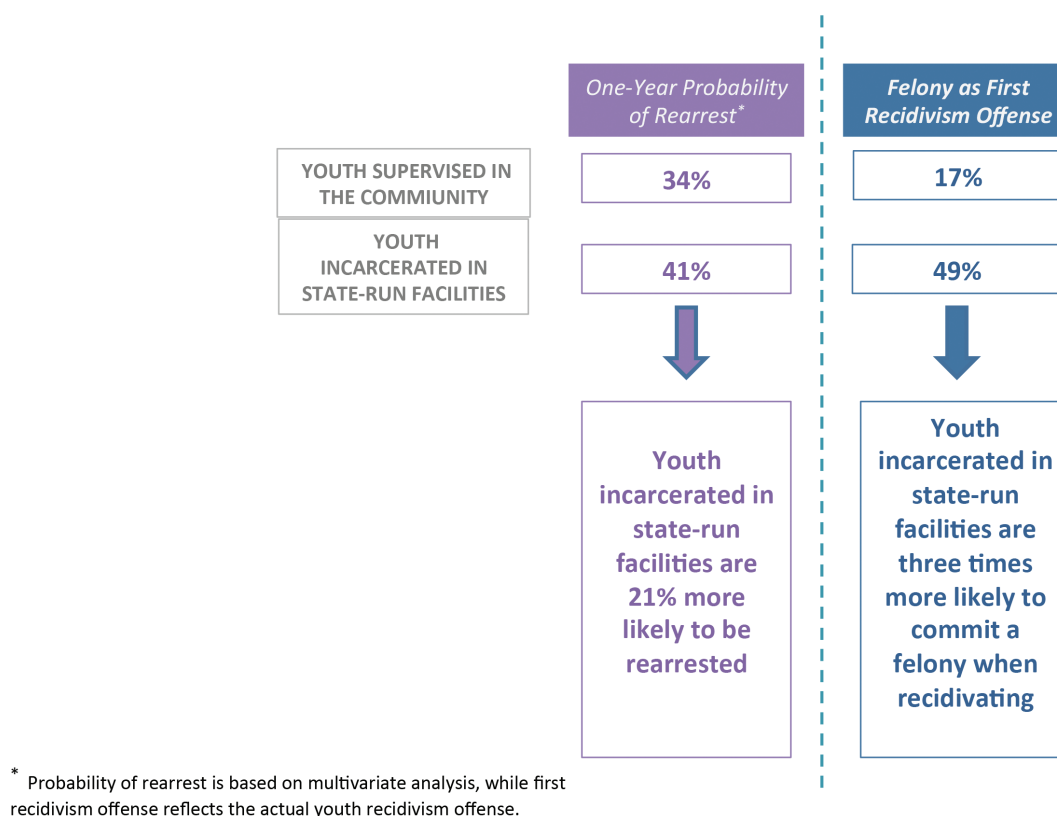 One-Year Probability
of Rearrest*
Felony as First
Recidivism Offense
YOUTH SUPERVISED IN
THE COMMIUNITY
34%
17%
YOUTH
INCARCERATED IN
STATE-RUN FACILITIES
41%
49%
Youth
incarcerated in
state-run
facilities are
21% more
likely to be
rearrested
Youth
incarcerated in
state-run
facilities are
three times
more likely to
commit a
felony when
recidivating
* Probability of rearrest is based on multivariate analysis, while first
recidivism offense reflects the actual youth recidivism offense.